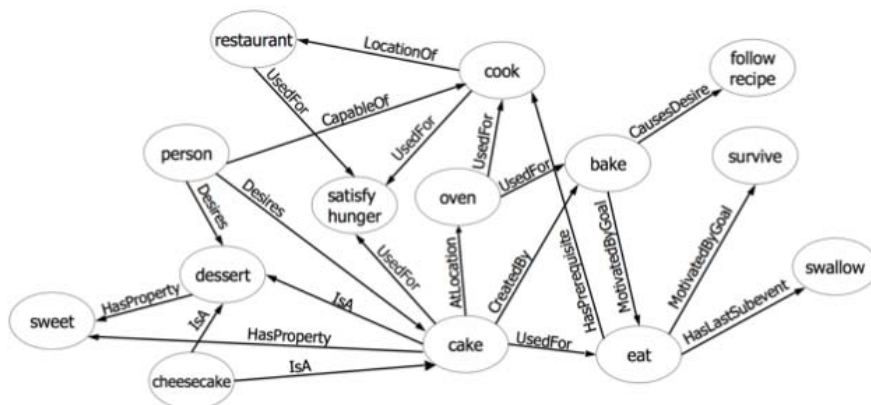 restaurant
LocationOf
cook
follow
recipe
UsedFor
CapableOf
UsedFor
UsedFor
CausesDesire
person
UsedFor
bake
survive
Desires
Desires
satisfy
hunger
oven
UsedFor
HasPrerequisite
MotivatedByGoal
MotivatedByGoal
dessert
AtLocation
CreatedBy
swallow
HasProperty
IsA
IsA
HasLastSubevent
sweet
HasProperty
cake
UsedFor
eat
cheesecake
IsA